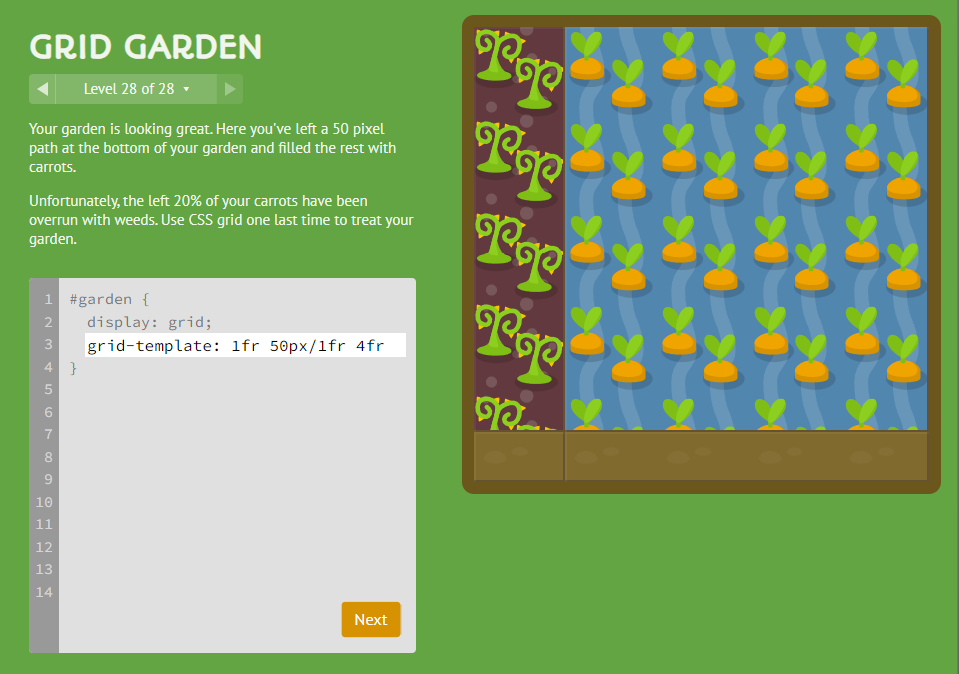 GRID GARDEN
Level 28 of 28
Your garden is looking great. Here you've left a 50 pixel
path at the bottom of your garden and filled the rest with
carrots.
Unfortunately, the left 20% of your carrots have been
overrun with weeds. Use CSS grid one last time to treat your
garden.
1 #garden {
2 display: grid;
3 grid-template: 1fr 50px/1fr 4fr
4 }
5
6
7
8
9
10
11
12
13
14
Next